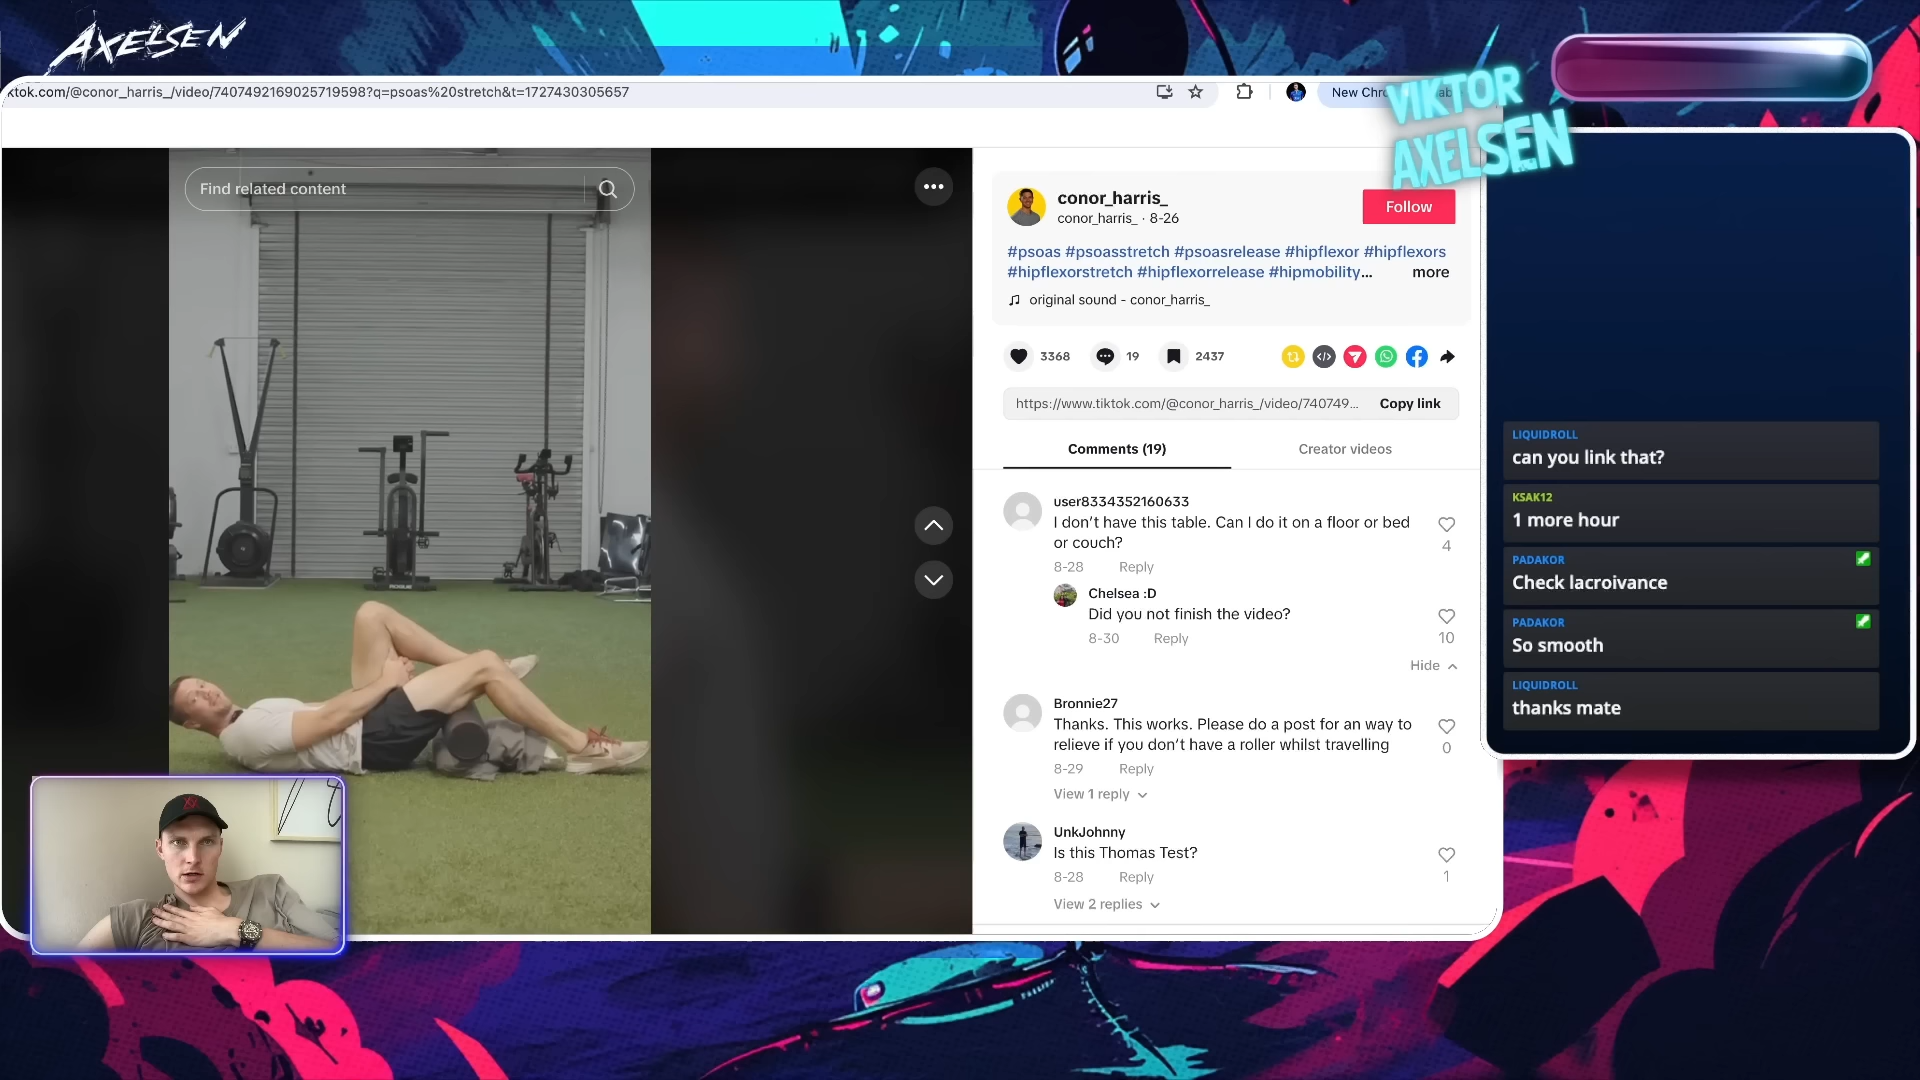 AXELSEN
ktok.com/@conor_harris_/video/7407492169025719598?q=psoas%20stretch&t=1727430305657
New Chr
VIKTOR
AXELSEN
Find related content
conor_harris_
conor_harris_ · 8-26
Follow
#psoas #psoasstretch #psoasrelease #hipflexor #hipflexors
#hipflexorstretch #hipflexorrelease #hipmobility... more
original sound - conor_harris_
3368
19
2437
https://www.tiktok.com/@conor_harris_/video/740749...
Copy link
Comments (19)
Creator videos
user8334352160633
I don't have this table. Can I do it on a floor or bed
or couch?
4
8-28 Reply
Chelsea :D
Did you not finish the video?
10
8-30 Reply
Hide
Bronnie27
Thanks. This works. Please do a post for an way to
relieve if you don't have a roller whilst travelling
0
8-29 Reply
View 1 reply
UnkJohnny
Is this Thomas Test?
1
8-28 Reply
View 2 replies
LIQUIDROLL
can you link that?
KSAK12
1 more hour
PADAKOR
Check lacroivance
PADAKOR
So smooth
LIQUIDROLL
thanks mate